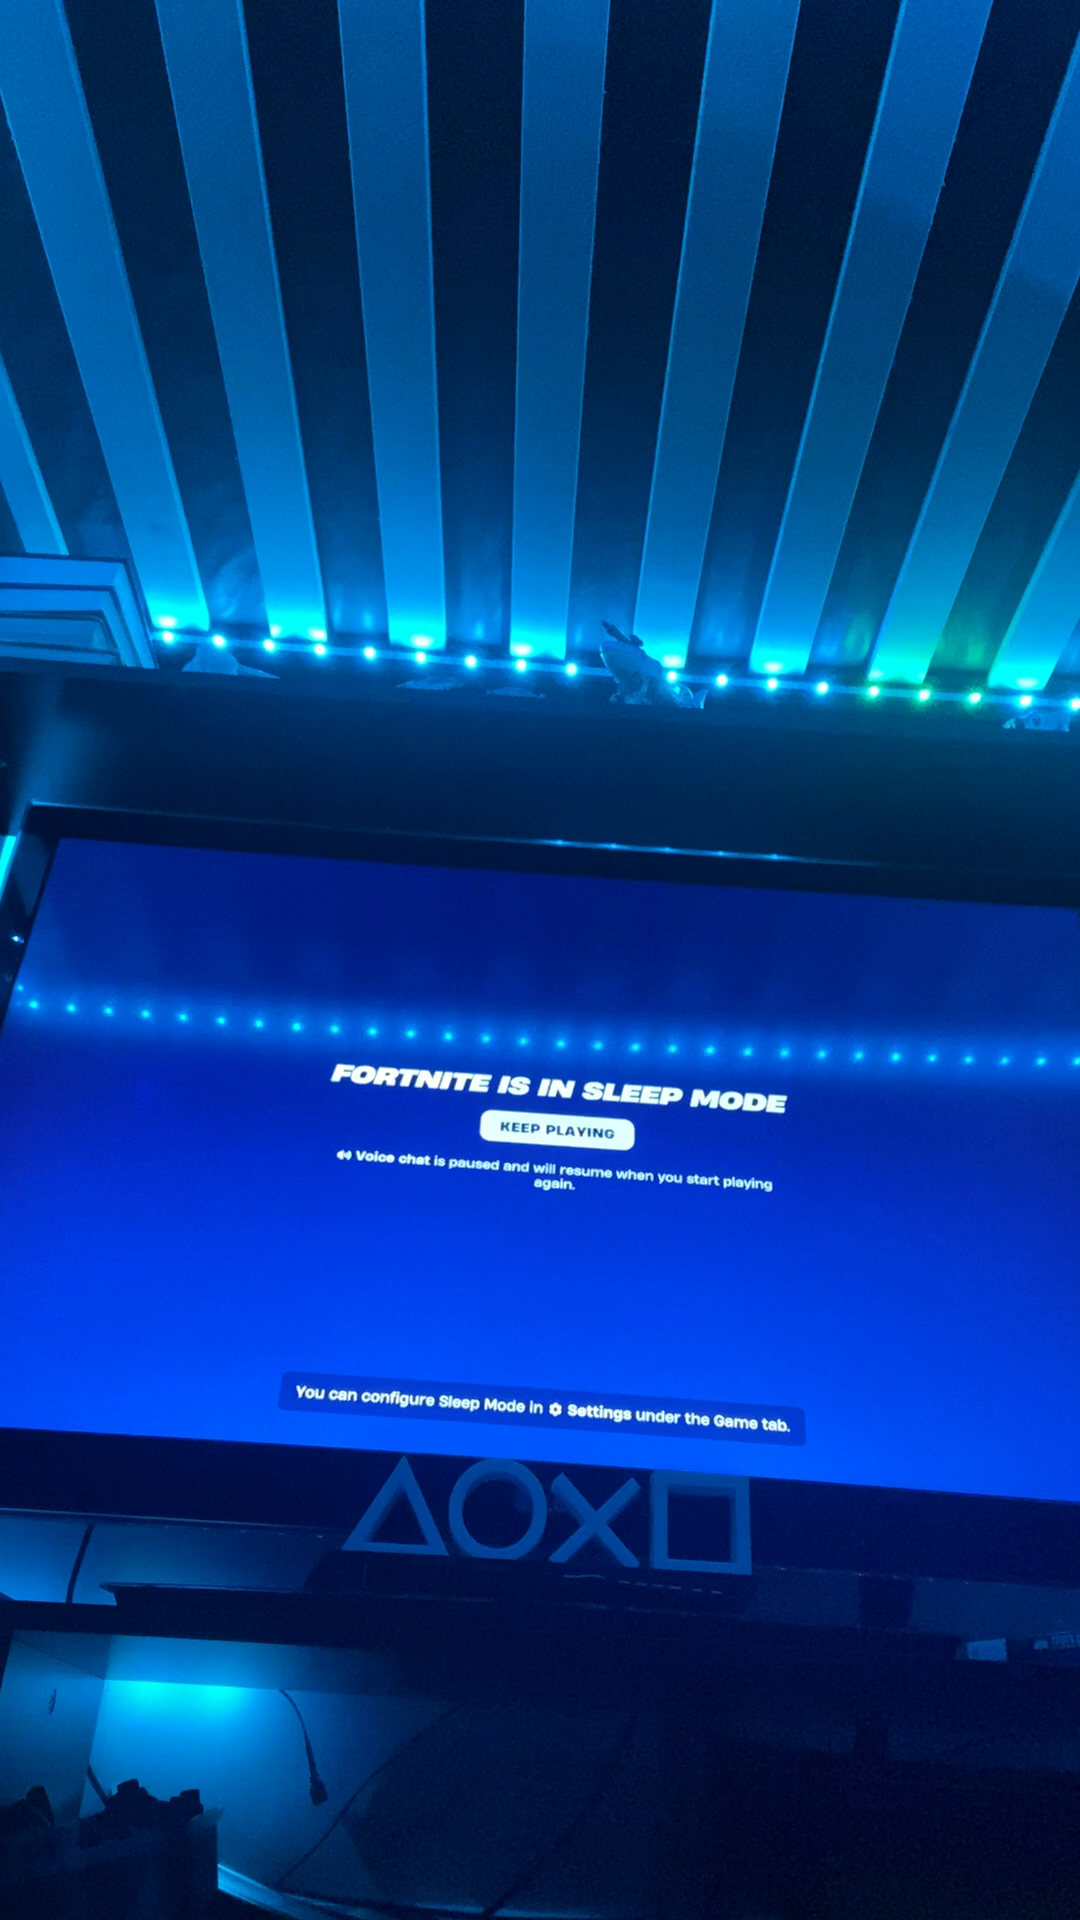 FORTNITE IS IN SLEEP MODE
KEEP PLAYING
Voice chat is paused and will resume when you start playing
again.
You can configure Sleep Mode in Settings under the Game tab.